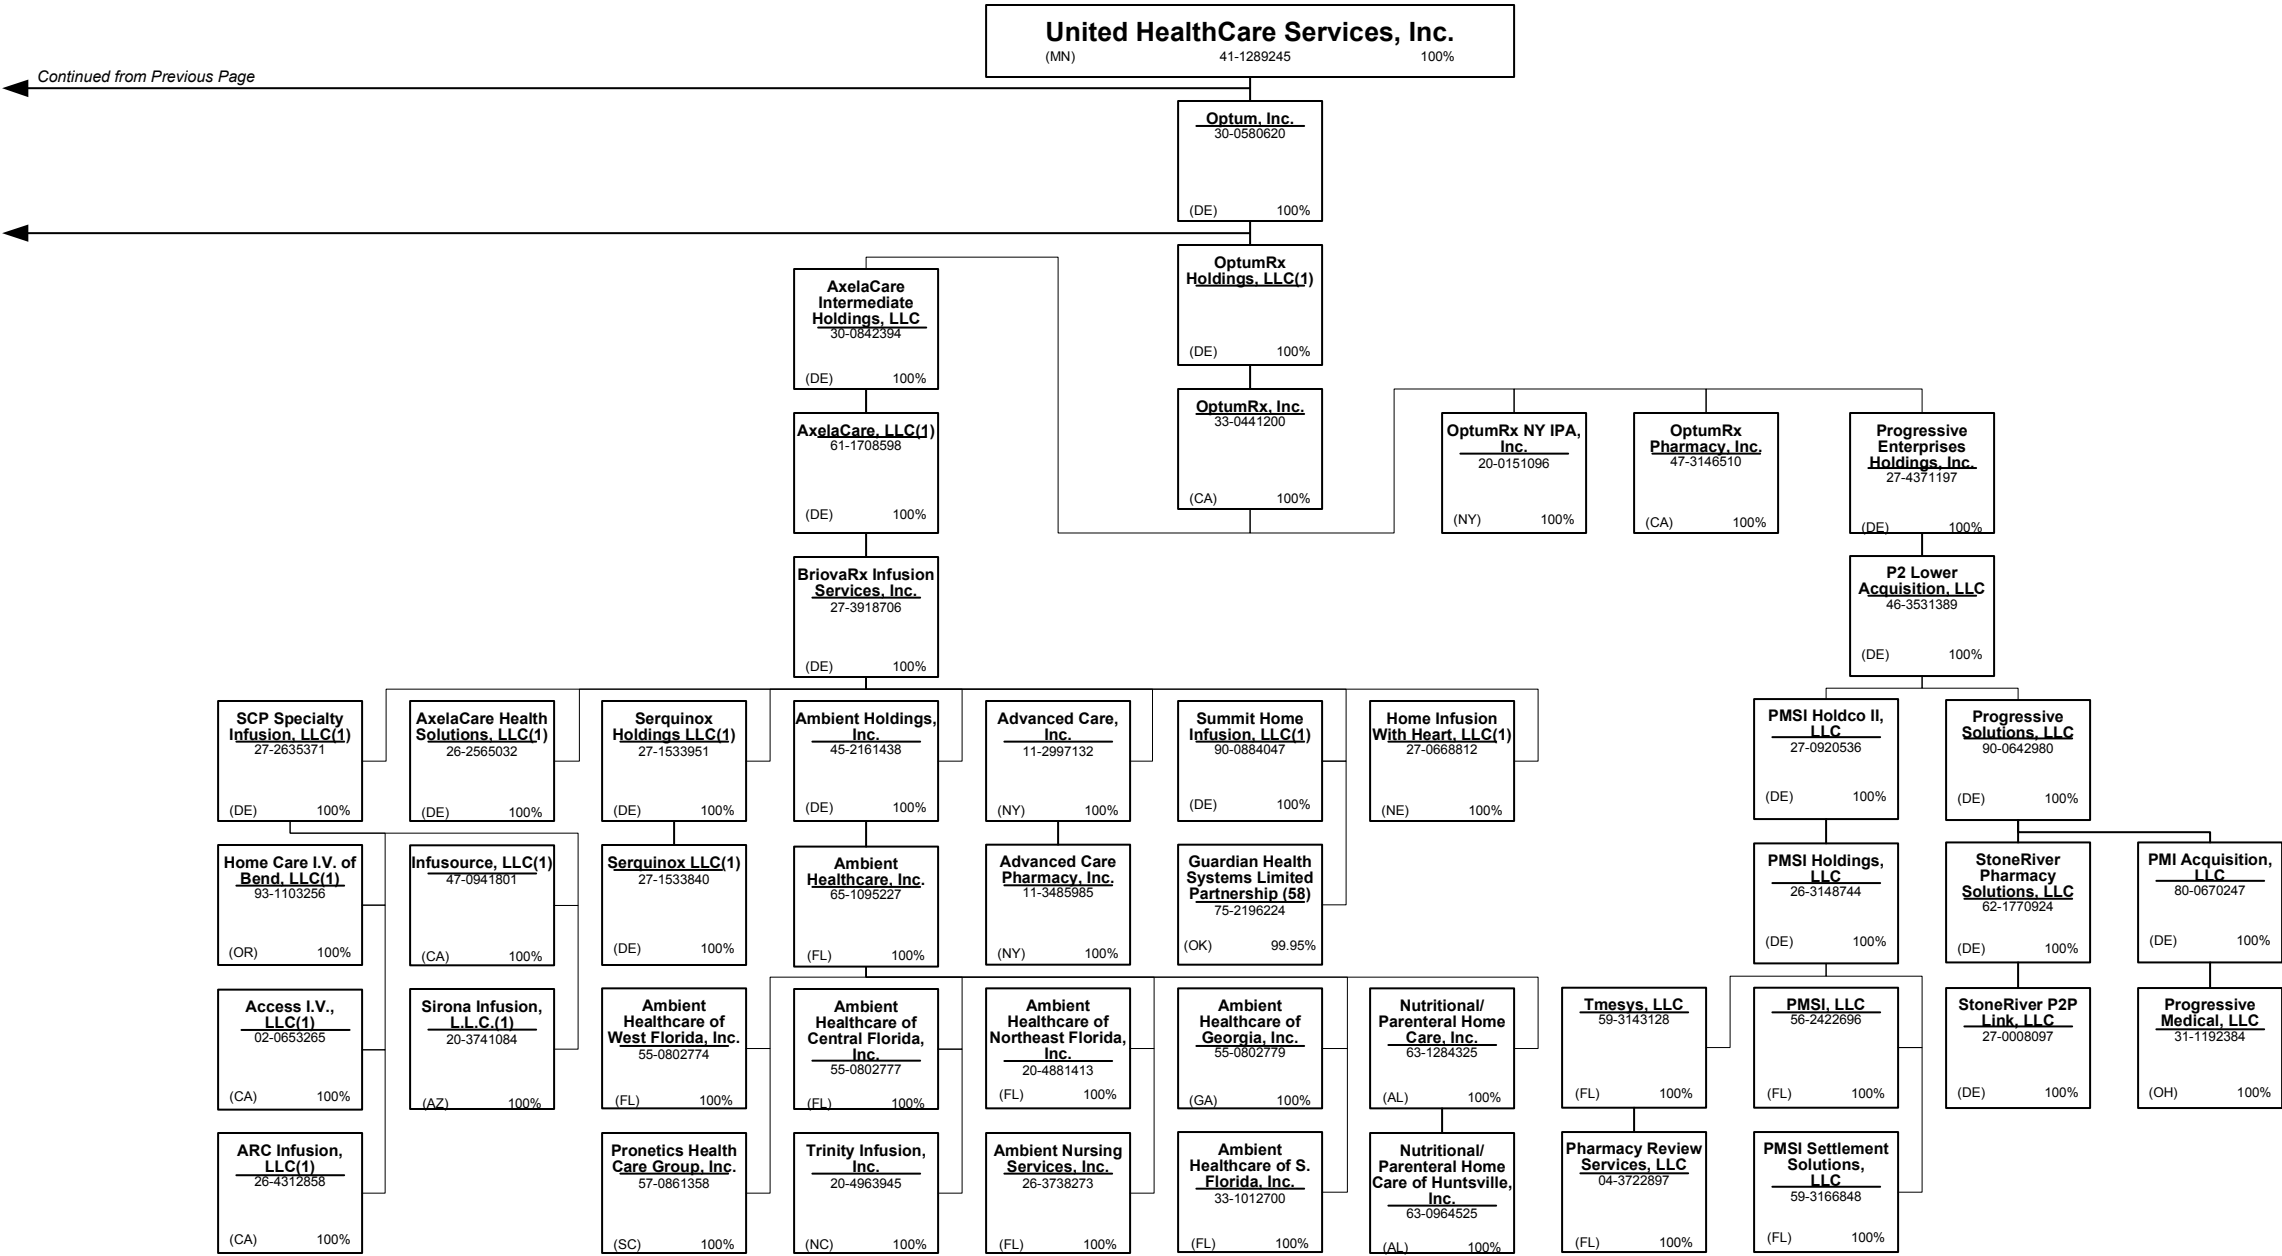 United HealthCare Services, Inc.
(MN) 41-1289245 100%
Continued from Previous Page
Optum, Inc.
30-0580620
(DE) 100%
OptumRx
Holdings, LLC(1)
(DE) 100%
AxelaCare
Intermediate
Holdings, LLC
30-0842394
(DE) 100%
OptumRx, Inc.
33-0441200
(CA) 100%
AxelaCare, LLC(1)
61-1708598
(DE) 100%
OptumRx NY IPA,
Inc.
20-0151096
(NY) 100%
OptumRx
Pharmacy, Inc.
47-3146510
(CA) 100%
Progressive
Enterprises
Holdings, Inc.
27-4371197
(DE) 100%
BriovaRx Infusion
Services, Inc.
27-3918706
(DE) 100%
P2 Lower
Acquisition, LLC
46-3531389
(DE) 100%
SCP Specialty
Infusion, LLC(1)
27-2635371
(DE) 100%
AxelaCare Health
Solutions, LLC(1)
26-2565032
(DE) 100%
Serquinox
Holdings LLC(1)
27-1533951
(DE) 100%
Ambient Holdings,
Inc.
45-2161438
(DE) 100%
Advanced Care,
Inc.
11-2997132
(NY) 100%
Summit Home
Infusion, LLC(1)
90-0884047
(DE) 100%
Home Infusion
With Heart, LLC(1)
27-0668812
(NE) 100%
PMSI Holdco II,
LLC
27-0920536
(DE) 100%
Progressive
Solutions, LLC
90-0642980
(DE) 100%
Home Care I.V. of
Bend, LLC(1)
93-1103256
(OR) 100%
Infusource, LLC(1)
47-0941801
(CA) 100%
Serquinox LLC(1)
27-1533840
(DE) 100%
Ambient
Healthcare, Inc.
65-1095227
(FL) 100%
Advanced Care
Pharmacy, Inc.
11-3485985
(NY) 100%
Guardian Health
Systems Limited
Partnership (58)
75-2196224
(OK) 99.95%
PMSI Holdings,
LLC
26-3148744
(DE) 100%
StoneRiver
Pharmacy
Solutions, LLC
62-1770924
(DE) 100%
PMI Acquisition,
LLC
80-0670247
(DE) 100%
Access I.V.,
LLC(1)
02-0653265
(CA) 100%
Sirona Infusion,
L.L.C.(1)
20-3741084
(AZ) 100%
Ambient
Healthcare of
West Florida, Inc.
55-0802774
(FL) 100%
Ambient
Healthcare of
Central Florida,
Inc.
55-0802777
(FL) 100%
Ambient
Healthcare of
Northeast Florida,
Inc.
20-4881413
(FL) 100%
Ambient
Healthcare of
Georgia, Inc.
55-0802779
(GA) 100%
Nutritional/
Parenteral Home
Care, Inc.
63-1284325
(AL) 100%
Tmesys, LLC
59-3143128
(FL) 100%
PMSI, LLC
56-2422696
(FL) 100%
StoneRiver P2P
Link, LLC
27-0008097
(DE) 100%
Progressive
Medical, LLC
31-1192384
(OH) 100%
ARC Infusion,
LLC(1)
26-4312858
(CA) 100%
Pronetics Health
Care Group, Inc.
57-0861358
(SC) 100%
Trinity Infusion,
Inc.
20-4963945
(NC) 100%
Ambient Nursing
Services, Inc.
26-3738273
(FL) 100%
Ambient
Healthcare of S.
Florida, Inc.
33-1012700
(FL) 100%
Nutritional/
Parenteral Home
Care of Huntsville,
Inc.
63-0964525
(AL) 100%
Pharmacy Review
Services, LLC
04-3722897
(FL) 100%
PMSI Settlement
Solutions,
LLC
59-3166848
(FL) 100%